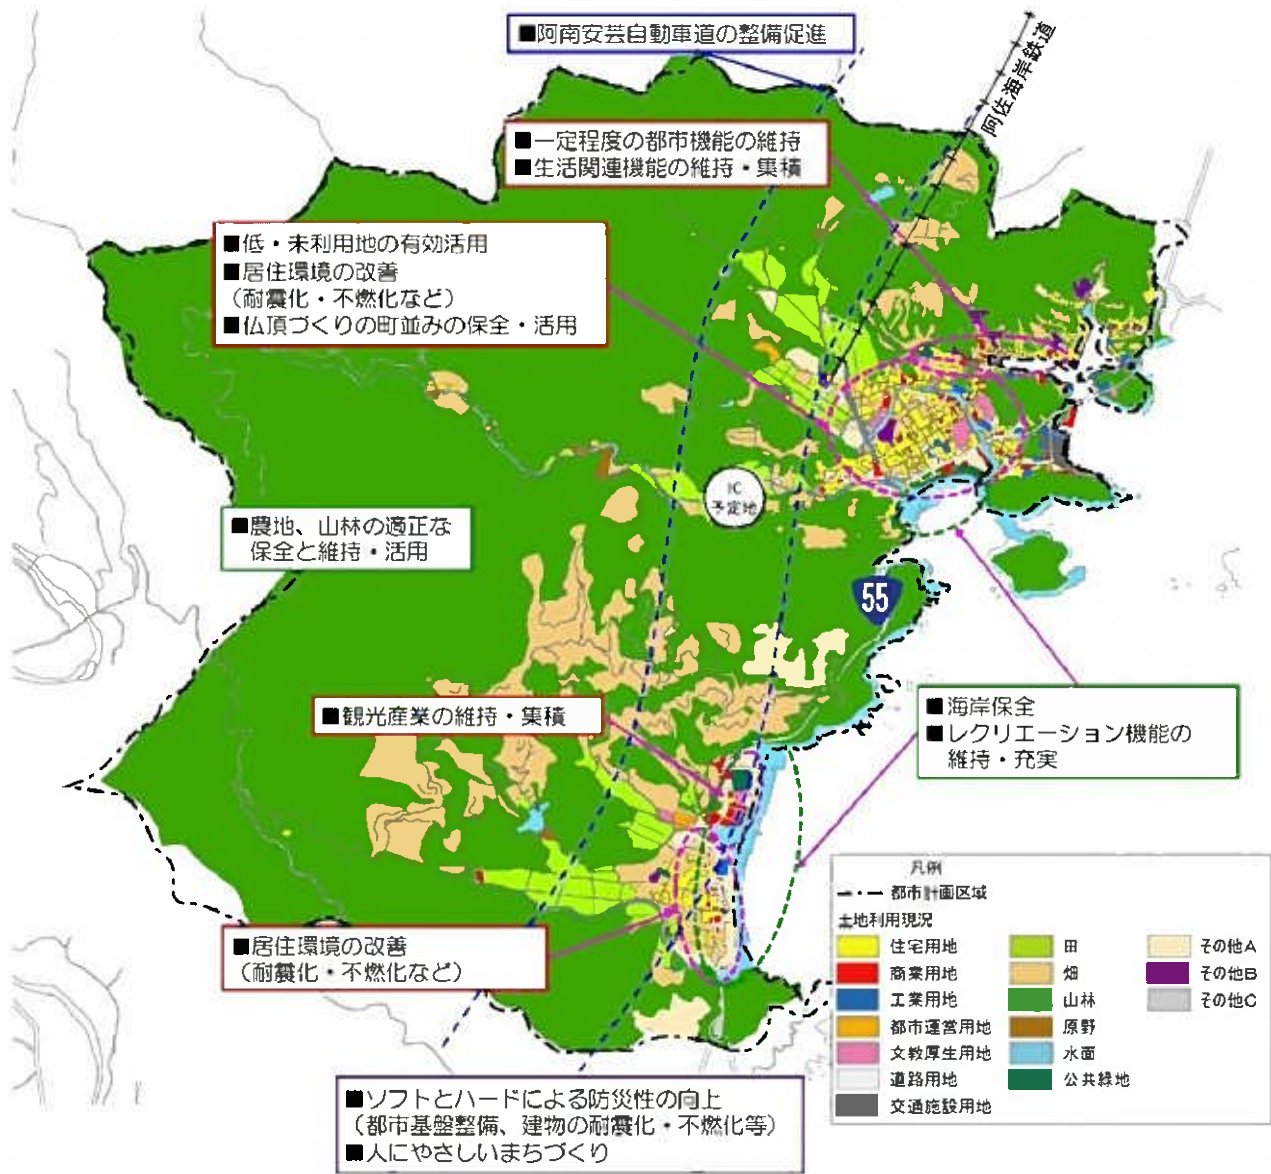 ■阿南安芸自動車道の整備促進
阿佐海岸鉄道
■一定程度の都市機能の維持
■生活関連機能の維持・集積
■低・未利用地の有効活用
■居住環境の改善
（耐震化・不燃化など）
■仏頂づくりの町並みの保全・活用
IC
予定地
■農地、山林の適正な
保全と維持・活用
55
■海岸保全
■レクリエーション機能の
維持・充実
■観光産業の維持・集積
■居住環境の改善
（耐震化・不燃化など）
■ソフトとハードによる防災性の向上
（都市基盤整備、建物の耐震化・不燃化等）
■人にやさしいまちづくり
凡例
都市計画区域
土地利用現況
住宅用地
商業用地
工業用地
都市運営用地
文教厚生用地
道路用地
交通施設用地
田
畑
山林
原野
水面
公共緑地
その他A
その他B
その他C